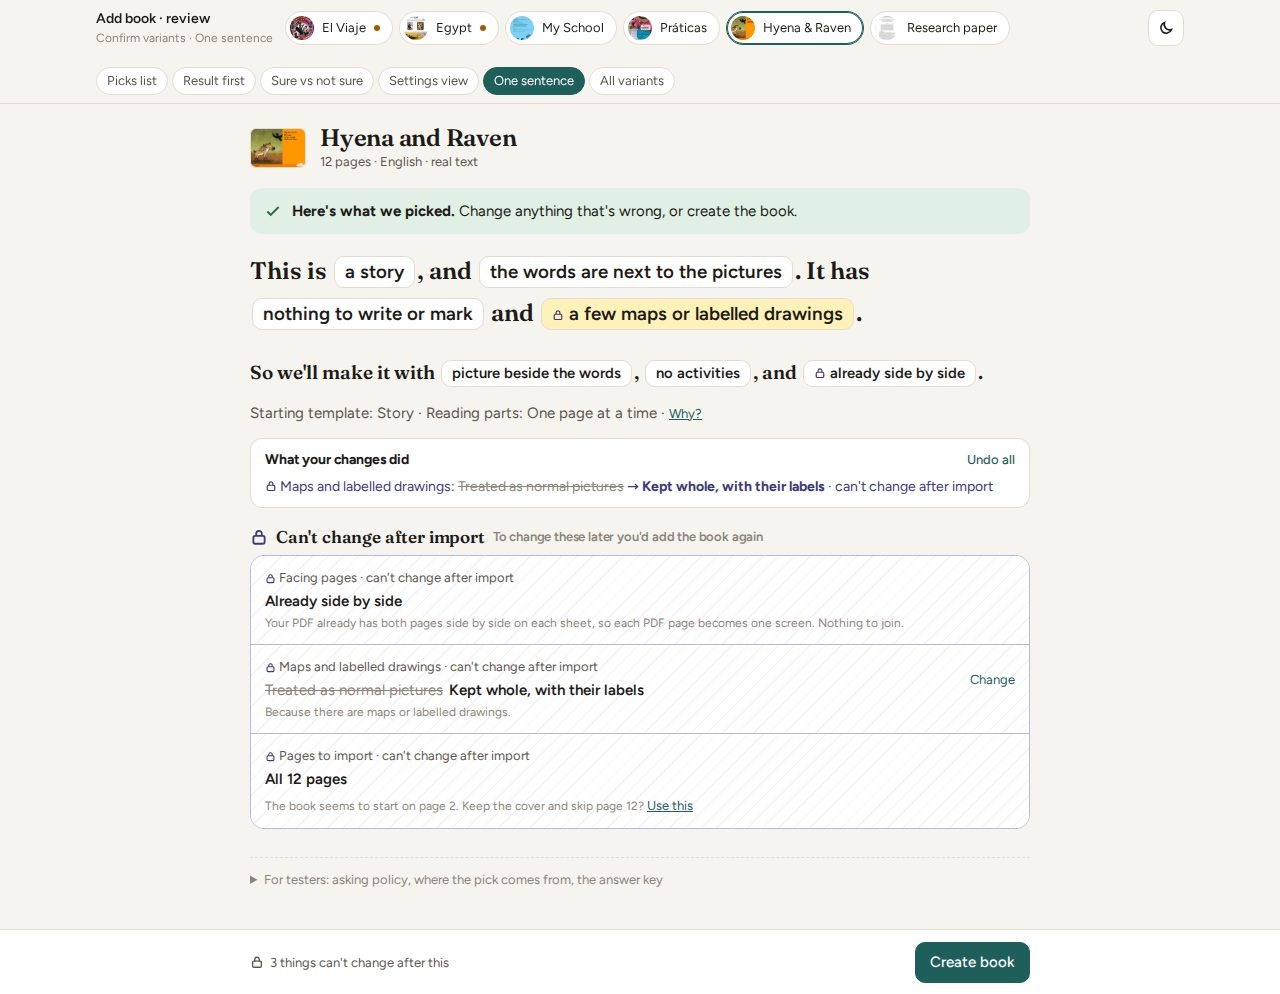 Add book · review
Confirm variants · One sentence
El Viaje
Egypt
My School
Práticas
Hyena & Raven
Research paper
Picks list
Result first
Sure vs not sure
Settings view
One sentence
All variants
Hyena and Raven
12 pages · English · real text
Here's what we picked. Change anything that's wrong, or create the book.
This is a story, and the words are next to the pictures. It has
nothing to write or mark and a few maps or labelled drawings.
So we'll make it with picture beside the words, no activities, and already side by side.
Starting template: Story · Reading parts: One page at a time · Why?
What your changes did
Undo all
Maps and labelled drawings: Treated as normal pictures → Kept whole, with their labels · can't change after import
Can't change after import To change these later you'd add the book again
Facing pages · can't change after import
Already side by side
Your PDF already has both pages side by side on each sheet, so each PDF page becomes one screen. Nothing to join.
Maps and labelled drawings · can't change after import
Treated as normal pictures Kept whole, with their labels
Change
Because there are maps or labelled drawings.
Pages to import · can't change after import
All 12 pages
The book seems to start on page 2. Keep the cover and skip page 12? Use this
For testers: asking policy, where the pick comes from, the answer key
3 things can't change after this
Create book